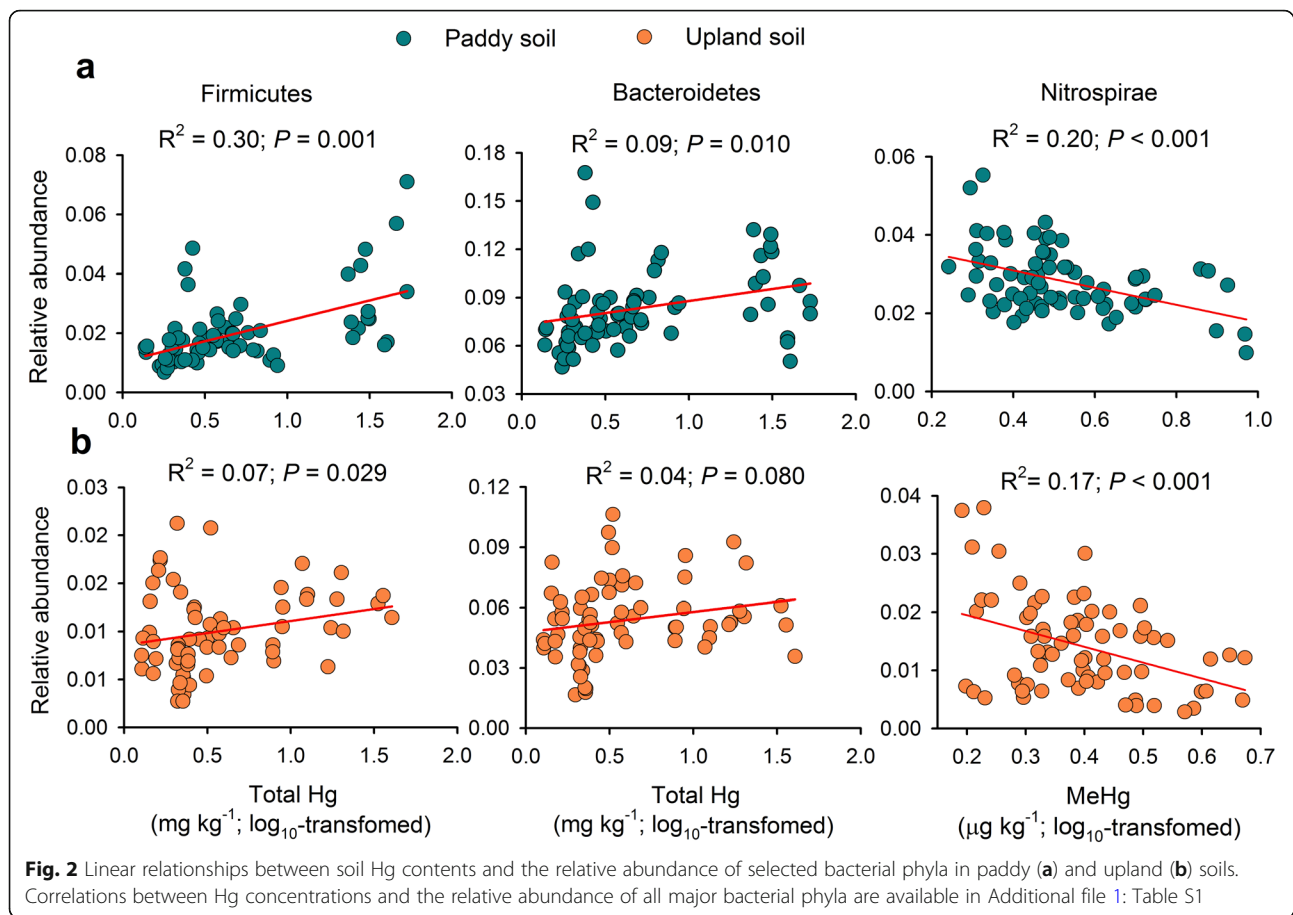 Paddy soil Upland soil
a
Firmicutes Bacteroidetes Nitrospirae
R² = 0.30; P = 0.001 R² = 0.09; P = 0.010 R² = 0.20; P < 0.001
Relative abundance
0.08
0.06
0.04
0.02
0.00
0.0 0.5 1.0 1.5 2.0
0.18
0.15
0.12
0.09
0.06
0.03
0.0 0.5 1.0 1.5 2.0
0.06
0.04
0.02
0.00
0.2 0.4 0.6 0.8 1.0
b
R² = 0.07; P = 0.029 R² = 0.04; P = 0.080 R²= 0.17; P < 0.001
Relative abundance
0.03
0.02
0.02
0.01
0.01
0.00
0.0 0.5 1.0 1.5 2.0
0.12
0.09
0.06
0.03
0.00
0.0 0.5 1.0 1.5 2.0
0.04
0.03
0.02
0.01
0.00
0.2 0.3 0.4 0.5 0.6 0.7
Total Hg
(mg kg⁻¹; log₁₀-transfomed)
Total Hg
(mg kg⁻¹; log₁₀-transfomed)
MeHg
(μg kg⁻¹; log₁₀-transfomed)
Fig. 2 Linear relationships between soil Hg contents and the relative abundance of selected bacterial phyla in paddy (a) and upland (b) soils.
Correlations between Hg concentrations and the relative abundance of all major bacterial phyla are available in Additional file 1: Table S1